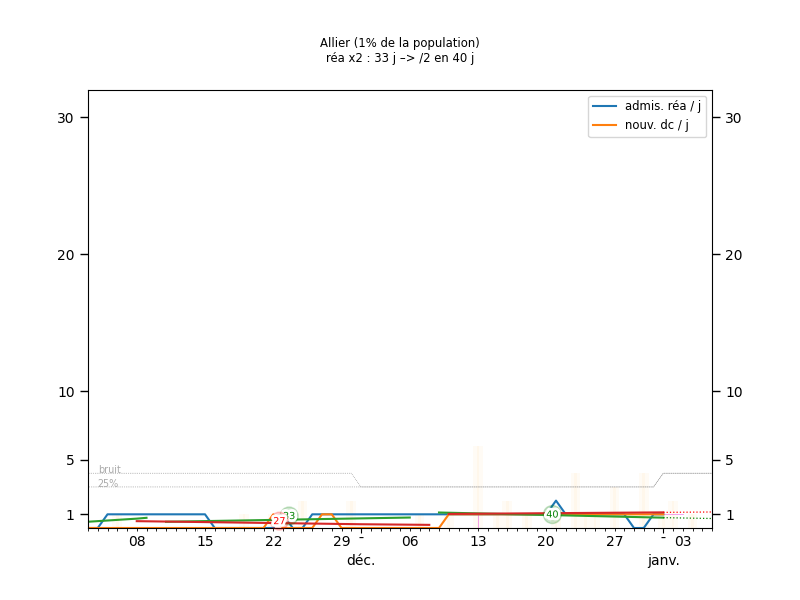 Allier (1% de la population)
réa x2 : 33 j –> /2 en 40 j
admis. réa / j
nouv. dc / j
30 30
20 20
10 10
5 5
1 1
bruit
25%
27 33 40
08 15 22 29 - 06 13 20 27 - 03
déc. janv.